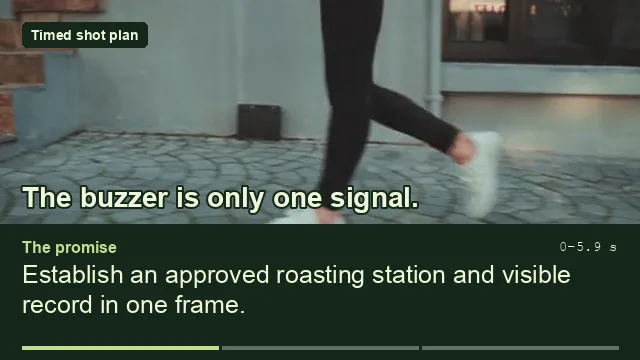 Timed shot plan
The buzzer is only one signal.
The promise
0–5.9 s
Establish an approved roasting station and visible
record in one frame.